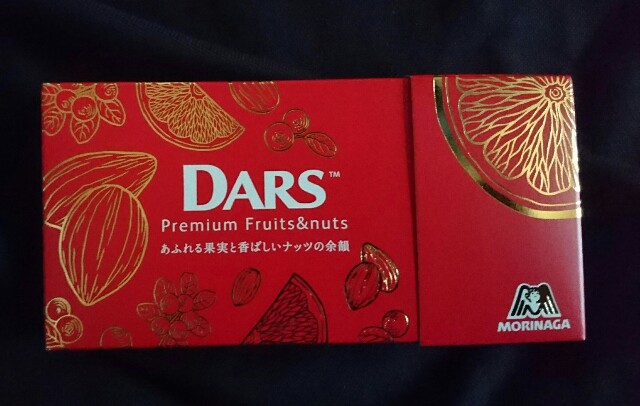 DARS™
Premium Fruits&nuts
あふれる果実と香ばしいナッツの余韻
MORINAGA